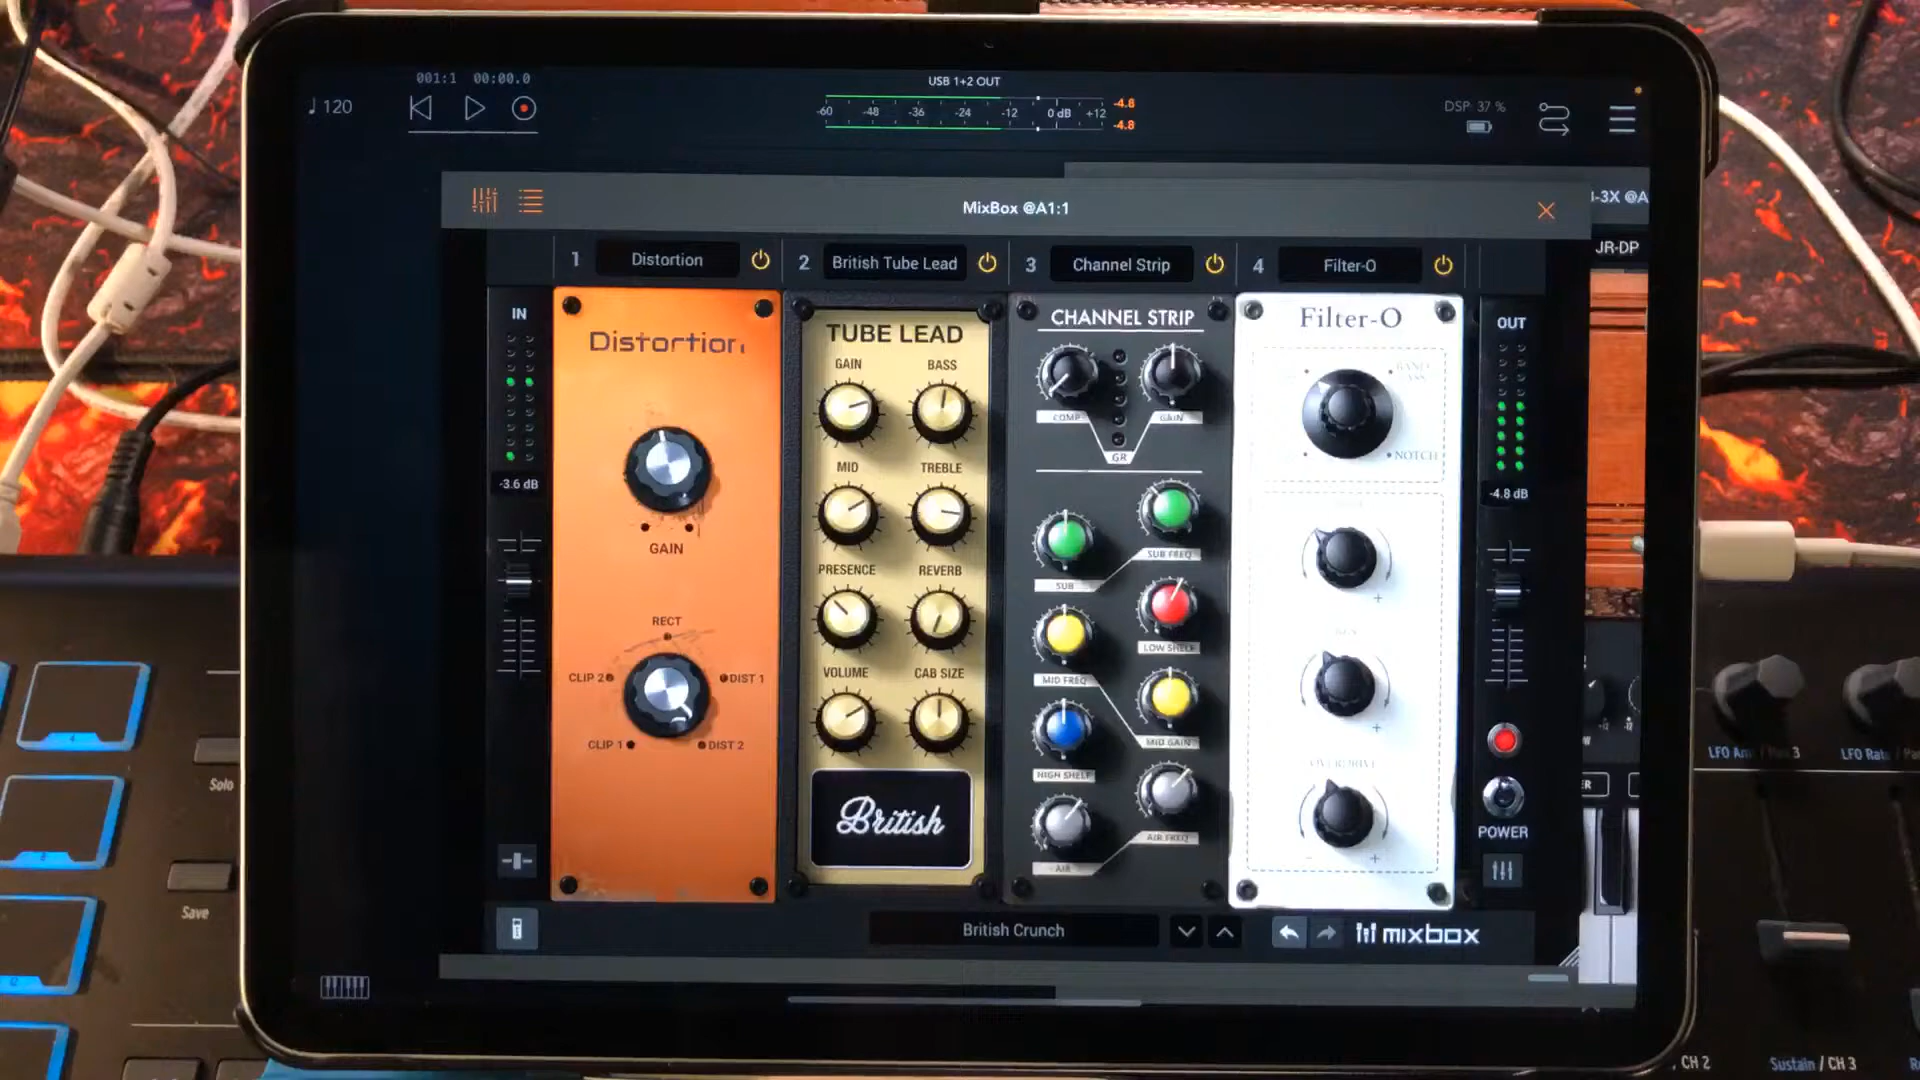 001:1 00:00.0
USB 1+2 OUT
♩ 120
-60 -48 -36 -24 -12 0 dB +12
-4.8
-4.8
DSP: 37 %
MixBox @A1:1
-3X @A
JR-DP
1 Distortion
2 British Tube Lead
3 Channel Strip
4 Filter-O
IN
-3.6 dB
Distortion
GAIN
RECT
CLIP 2
DIST 1
CLIP 1
DIST 2
TUBE LEAD
GAIN BASS
MID TREBLE
PRESENCE REVERB
VOLUME CAB SIZE
British
CHANNEL STRIP
COMP GAIN
GR
SUB FREQ
SUB
LOW SHELF
MID FREQ
MID GAIN
HIGH SHELF
AIR FREQ
AIR
Filter-O
NOTCH
OVERDRIVE
OUT
-4.8 dB
POWER
British Crunch
mixbox
Solo
Save
LFO Rate
CH 2
Sustain / CH 3